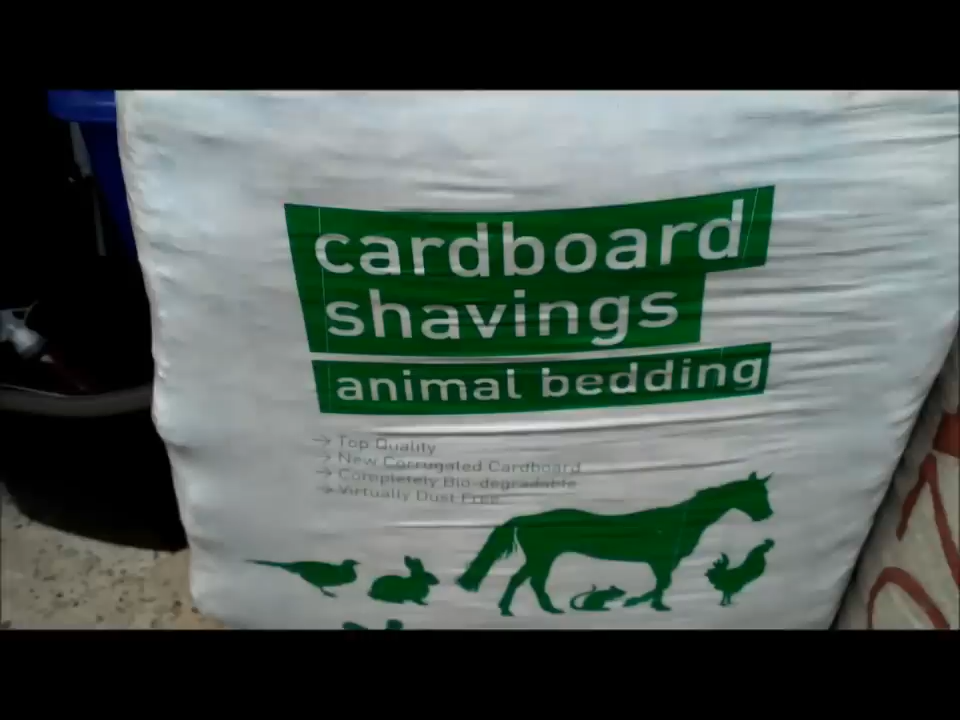 cardboard
shavings
animal bedding
→ Top Quality
→ New Corrugated Cardboard
→ Completely Bio-degradable
→ Virtually Dust Free